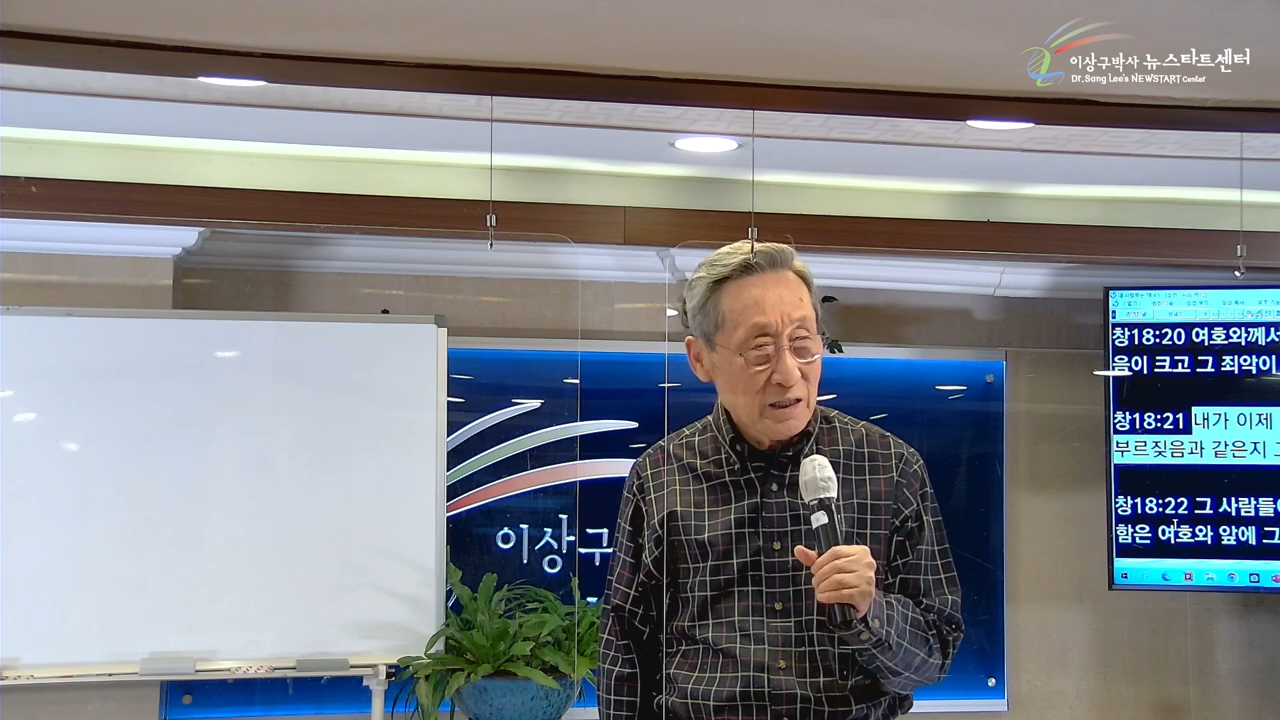 이상구박사 뉴스타트센터
Dr. Sang Lee's NEWSTART Center
창18:20 여호와께서
음이 크고 그 죄악이
창18:21 내가 이제
부르짖음과 같은지
창18:22 그 사람들이
함은 여호와 앞에 그
이상구